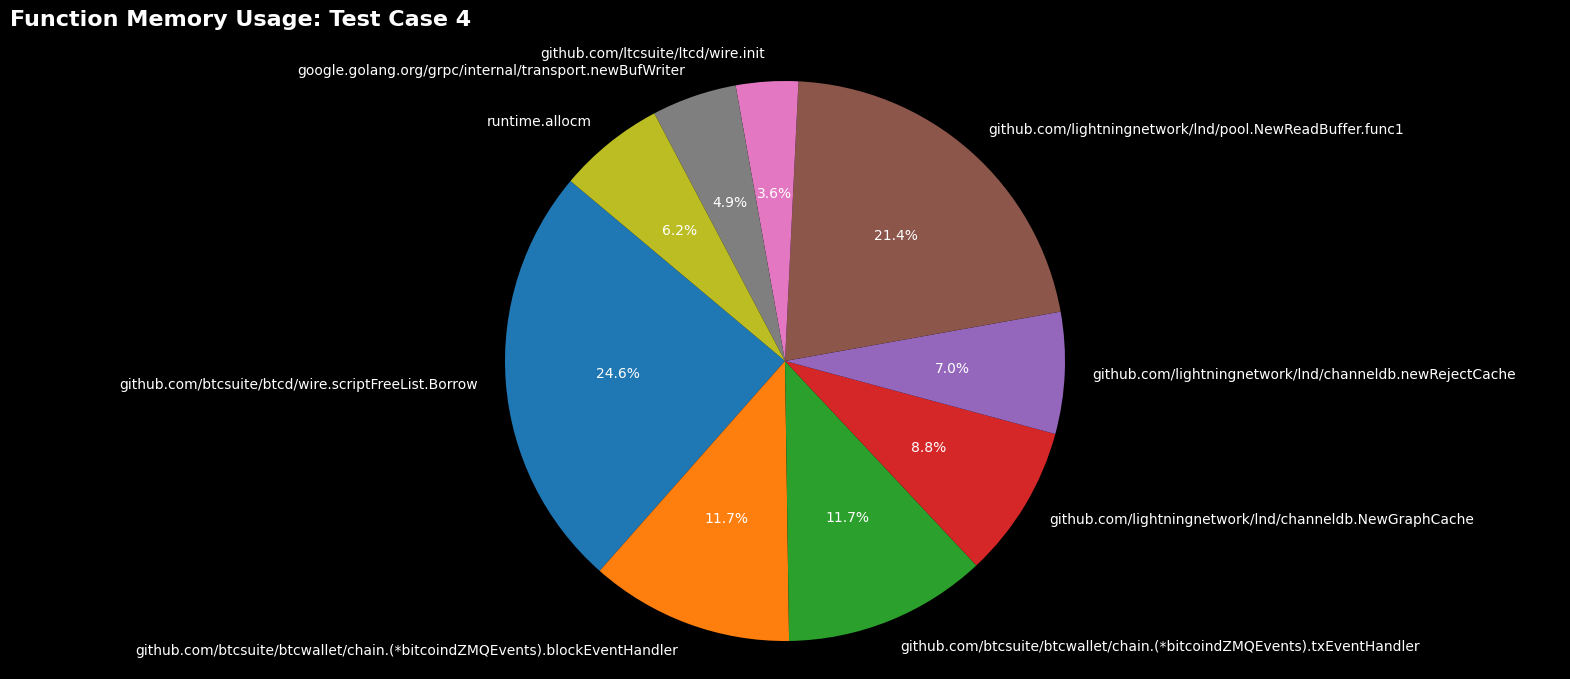 Function Memory Usage: Test Case 4
github.com/ltcsuite/ltcd/wire.init
google.golang.org/grpc/internal/transport.newBufWriter
runtime.allocm
github.com/lightningnetwork/lnd/pool.NewReadBuffer.func1
3.6%
4.9%
6.2%
21.4%
24.6%
7.0%
github.com/btcsuite/btcd/wire.scriptFreeList.Borrow
github.com/lightningnetwork/lnd/channeldb.newRejectCache
8.8%
11.7%
11.7%
github.com/lightningnetwork/lnd/channeldb.NewGraphCache
github.com/btcsuite/btcwallet/chain.(*bitcoindZMQEvents).blockEventHandler
github.com/btcsuite/btcwallet/chain.(*bitcoindZMQEvents).txEventHandler